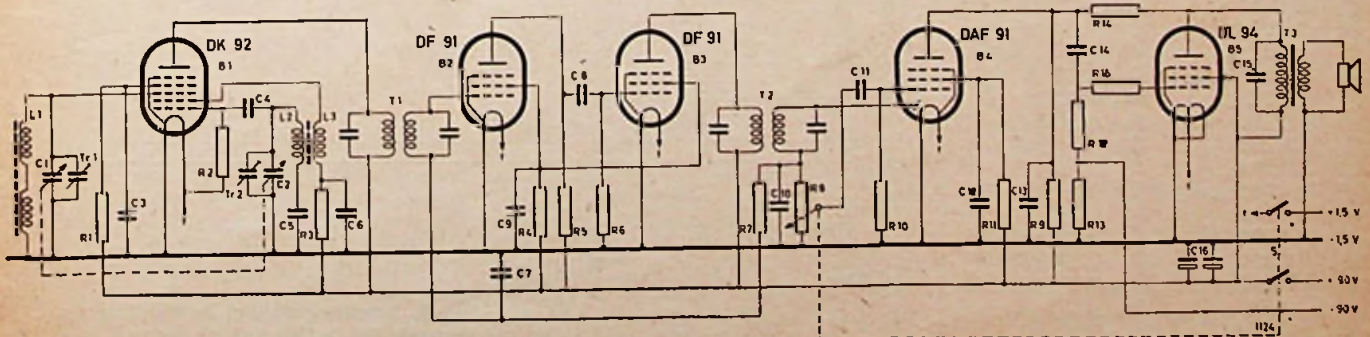 DK 92
B1
DF 91
B2
DF 91
B3
DAF 91
B4
DL 94
B5
L1
C1
Tr1
R1
C3
R2
C4
Tr2
C2
L2
L3
C5
R3
C6
T1
C9
R4
C8
R5
R6
C7
T2
R7
C10
R8
C11
R10
C12
R11
C13
R9
C14
R14
R16
R13
C15
T3
C16
S
+1,5 V
-1,5V
+ 90 V
- 90 V
1124